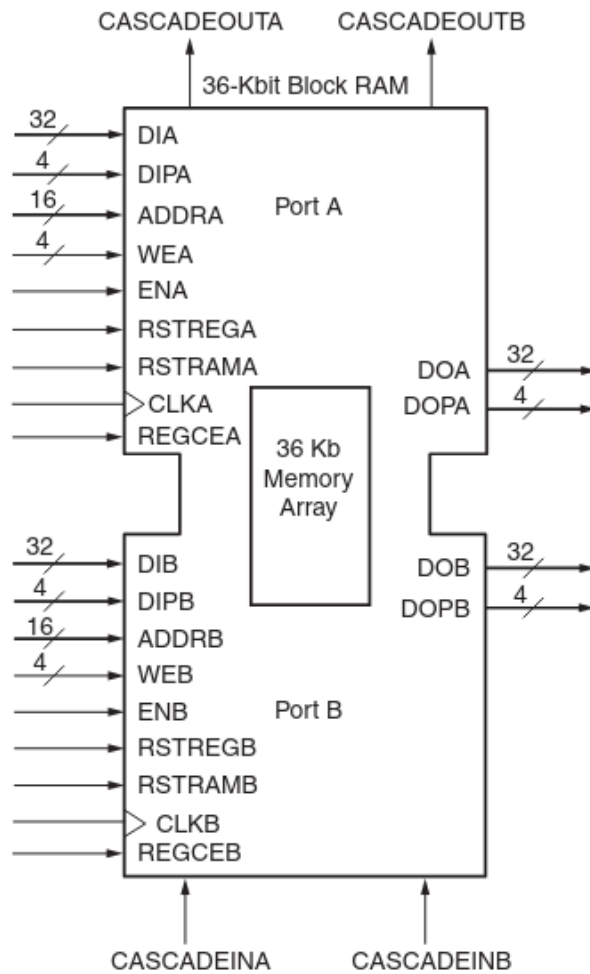 CASCADEOUTA CASCADEOUTB
36-Kbit Block RAM
32 DIA
4 DIPA
Port A
16 ADDRA
4 WEA
ENA
RSTREGA
RSTRAMA
DOA 32
CLKA
DOPA 4
REGCEA
36 Kb
Memory
Array
32 DIB
DOB 32
4 DIPB
DOPB 4
16 ADDRB
4 WEB
ENB
Port B
RSTREGB
RSTRAMB
CLKB
REGCEB
CASCADEINA CASCADEINB